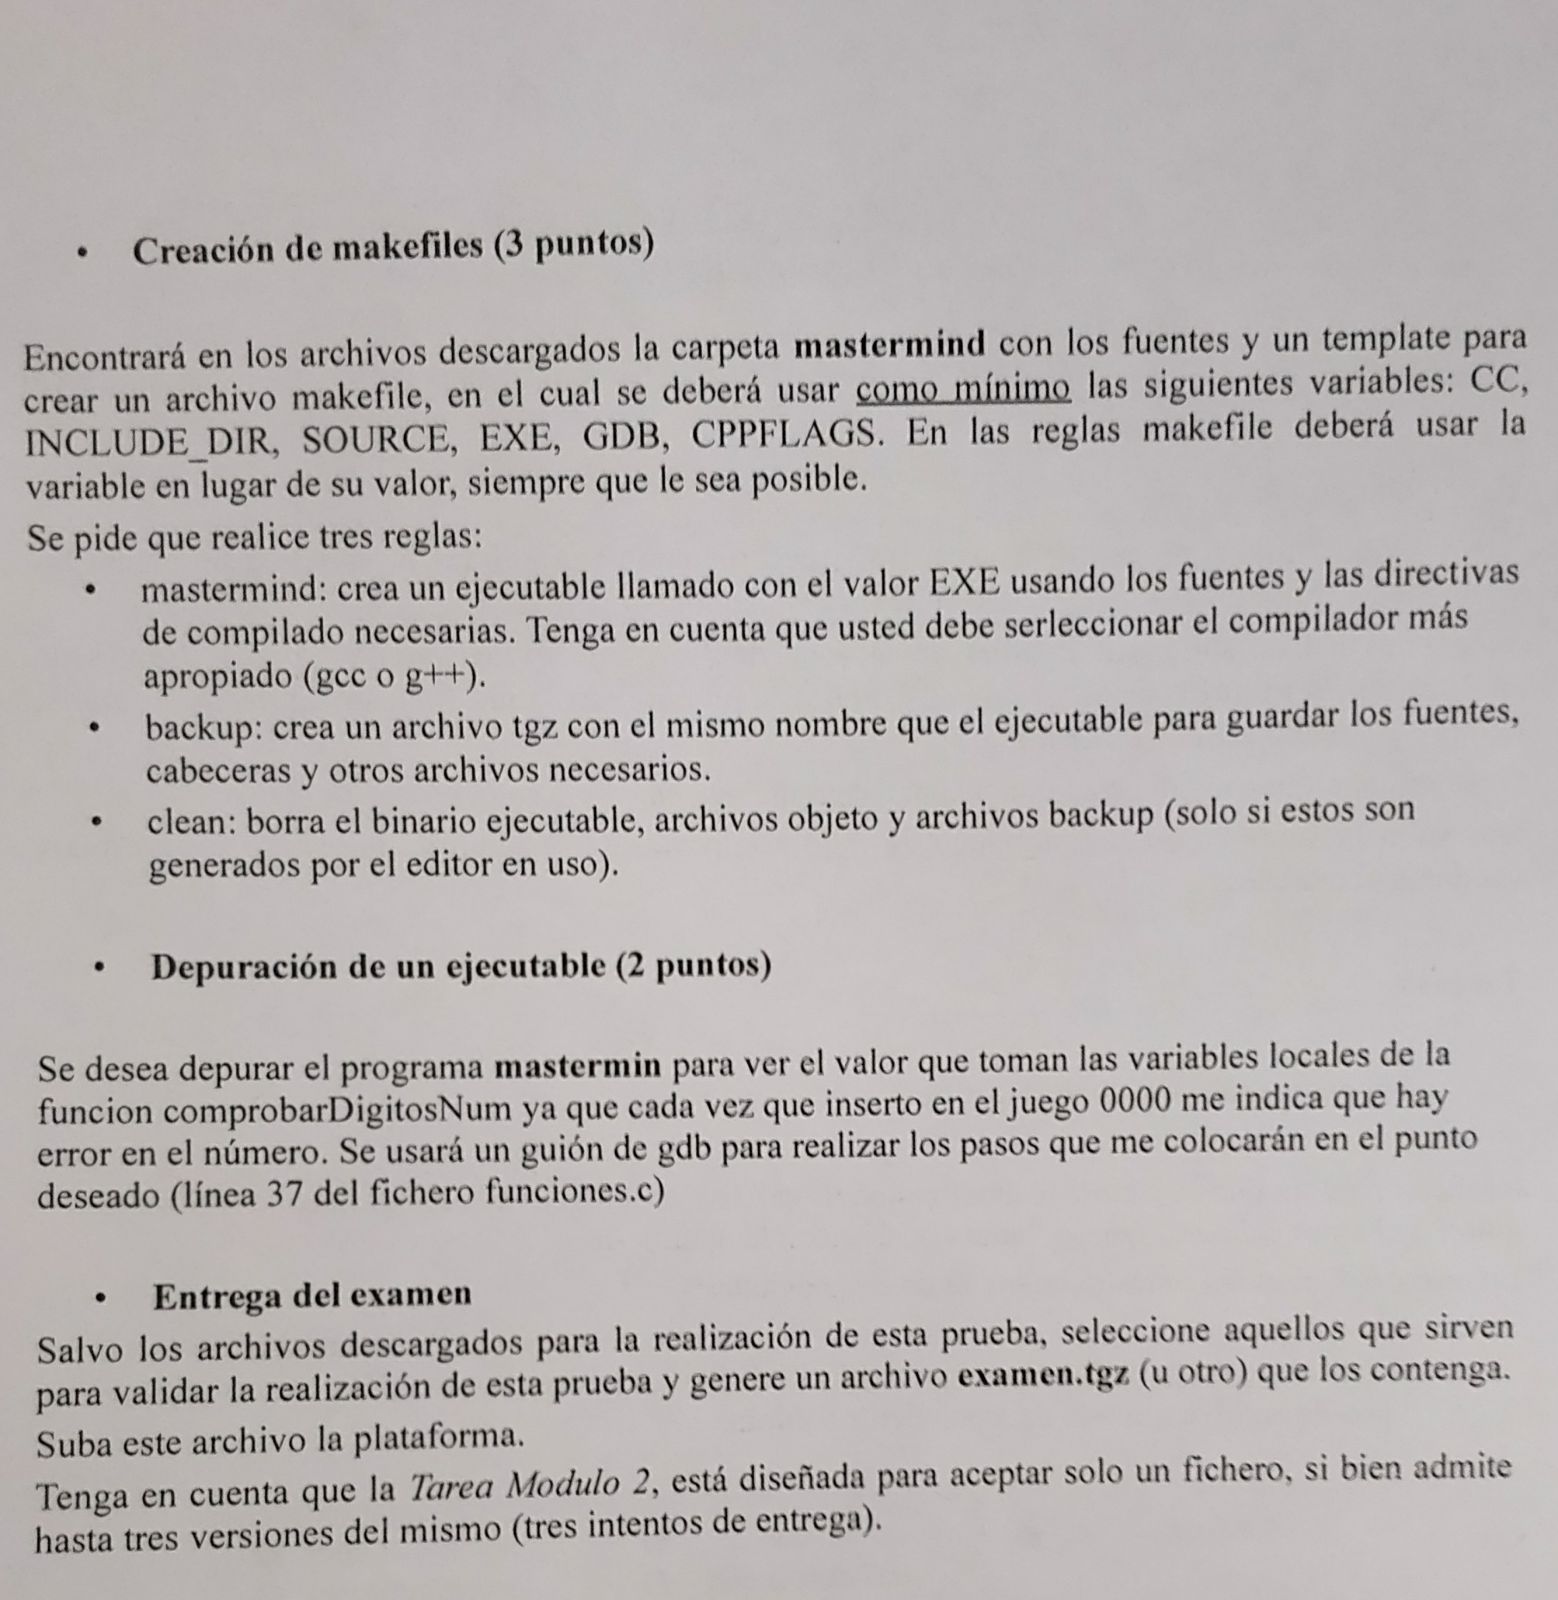 • Creación de makefiles (3 puntos)
Encontrará en los archivos descargados la carpeta mastermind con los fuentes y un template para
crear un archivo makefile, en el cual se deberá usar como mínimo las siguientes variables: CC,
INCLUDE_DIR, SOURCE, EXE, GDB, CPPFLAGS. En las reglas makefile deberá usar la
variable en lugar de su valor, siempre que le sea posible.
Se pide que realice tres reglas:
• mastermind: crea un ejecutable llamado con el valor EXE usando los fuentes y las directivas
de compilado necesarias. Tenga en cuenta que usted debe serleccionar el compilador más
apropiado (gcc o g++).
• backup: crea un archivo tgz con el mismo nombre que el ejecutable para guardar los fuentes,
cabeceras y otros archivos necesarios.
• clean: borra el binario ejecutable, archivos objeto y archivos backup (solo si estos son
generados por el editor en uso).
• Depuración de un ejecutable (2 puntos)
Se desea depurar el programa mastermin para ver el valor que toman las variables locales de la
funcion comprobarDigitosNum ya que cada vez que inserto en el juego 0000 me indica que hay
error en el número. Se usará un guión de gdb para realizar los pasos que me colocarán en el punto
deseado (línea 37 del fichero funciones.c)
• Entrega del examen
Salvo los archivos descargados para la realización de esta prueba, seleccione aquellos que sirven
para validar la realización de esta prueba y genere un archivo examen.tgz (u otro) que los contenga.
Suba este archivo la plataforma.
Tenga en cuenta que la Tarea Modulo 2, está diseñada para aceptar solo un fichero, si bien admite
hasta tres versiones del mismo (tres intentos de entrega).